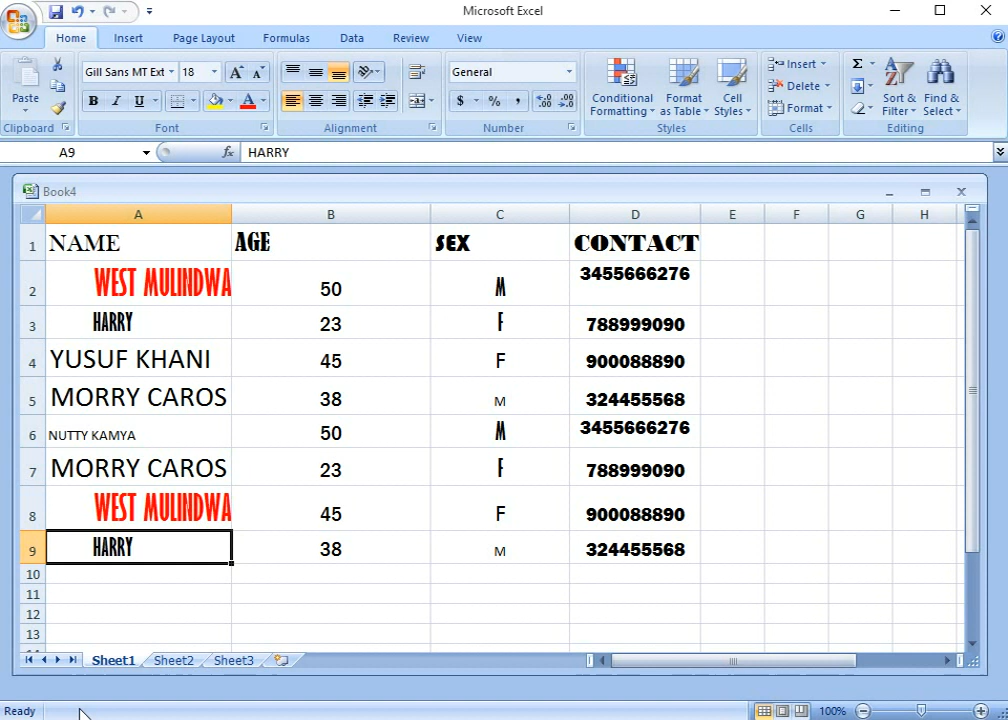 Microsoft Excel
Home Insert Page Layout Formulas Data Review View
Paste Gill Sans MT Ext 18 A A General Conditional Formatting Format as Table Cell Styles Insert Delete Format Σ Sort & Filter Find & Select
B I U A $ % ,
Clipboard Font Alignment Number Styles Cells Editing
A9 fx HARRY
Book4
A B C D E F G H
1 NAME AGE SEX CONTACT
2 WEST MULINDWA 50 M 3455666276
3 HARRY 23 F 788999090
4 YUSUF KHANI 45 F 900088890
5 MORRY CAROS 38 M 324455568
6 NUTTY KAMYA 50 M 3455666276
7 MORRY CAROS 23 F 788999090
8 WEST MULINDWA 45 F 900088890
9 HARRY 38 M 324455568
10
11
12
13
Sheet1 Sheet2 Sheet3
Ready 100%